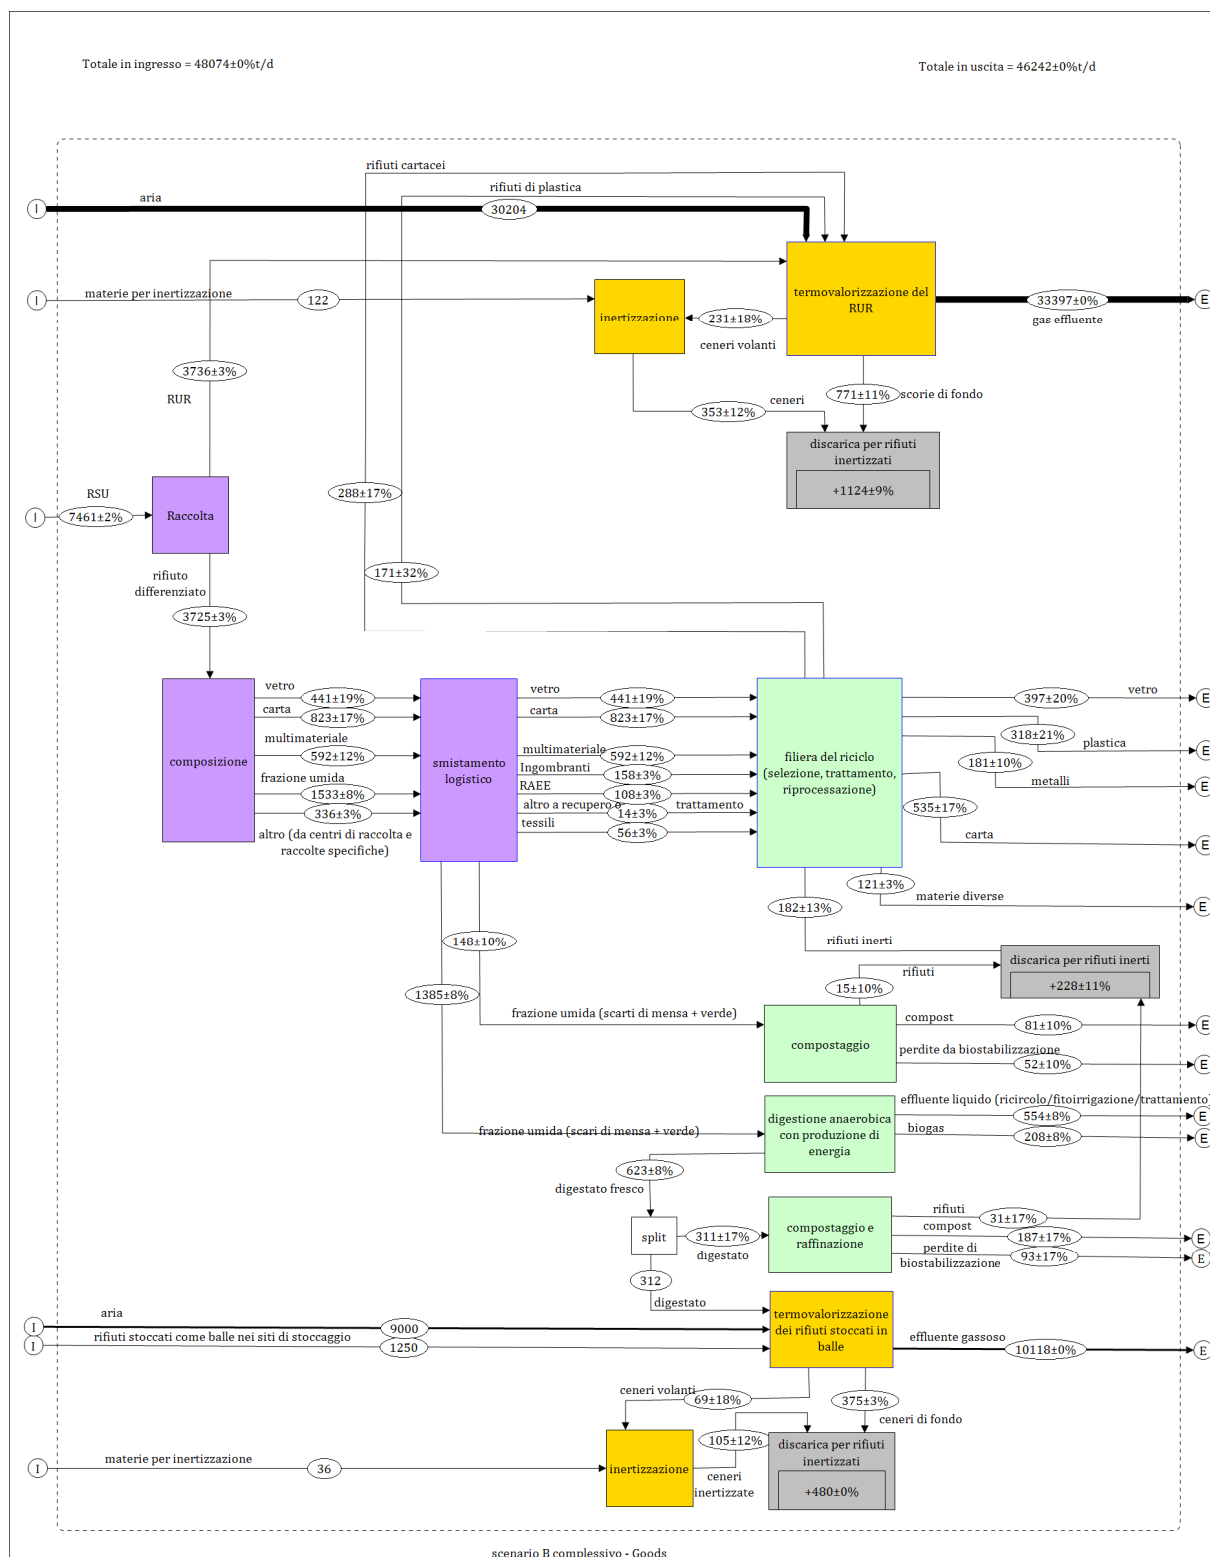 Totale in ingresso = 48074±0%t/d
Totale in uscita = 46242±0%t/d
rifiuti cartacei
rifiuti di plastica
aria
I
30204
materie per inertizzazione
I
122
inertizzazione
231±18%
ceneri volanti
termovalorizzazione del
RUR
33397±0%
E
gas effluente
3736±3%
RUR
353±12%
ceneri
771±11%
scorie di fondo
discarica per rifiuti
inertizzati
+1124±9%
RSU
I
7461±2%
Raccolta
288±17%
171±32%
rifiuto
differenziato
3725±3%
composizione
vetro
441±19%
carta
823±17%
multimateriale
592±12%
frazione umida
1533±8%
336±3%
altro (da centri di raccolta e
raccolte specifiche)
smistamento
logistico
vetro
441±19%
carta
823±17%
multimateriale
592±12%
Ingombranti
158±3%
RAEE
108±3%
altro a recupero o
trattamento
14±3%
tessili
56±3%
filiera del riciclo
(selezione, trattamento,
riprocessazione)
397±20%
vetro
E
318±21%
plastica
E
181±10%
metalli
E
535±17%
carta
E
121±3%
materie diverse
E
182±13%
rifiuti inerti
148±10%
1385±8%
discarica per rifiuti inerti
+228±11%
rifiuti
15±10%
frazione umida (scarti di mensa + verde)
compostaggio
compost
81±10%
E
perdite da biostabilizzazione
52±10%
E
frazione umida (scari di mensa + verde)
digestione anaerobica
con produzione di
energia
effluente liquido (ricircolo/fitoirrigazione/trattamento)
554±8%
E
biogas
208±8%
E
623±8%
digestato fresco
split
311±17%
digestato
compostaggio e
raffinazione
rifiuti
31±17%
compost
187±17%
E
perdite di
biostabilizzazione
93±17%
E
312
digestato
aria
I
9000
rifiuti stoccati come balle nei siti di stoccaggio
I
1250
termovalorizzazione
dei rifiuti stoccati in
balle
effluente gassoso
10118±0%
E
ceneri volanti
69±18%
375±3%
ceneri di fondo
materie per inertizzazione
I
36
inertizzazione
105±12%
ceneri
inertizzate
discarica per rifiuti
inertizzati
+480±0%
scenario B complessivo - Goods